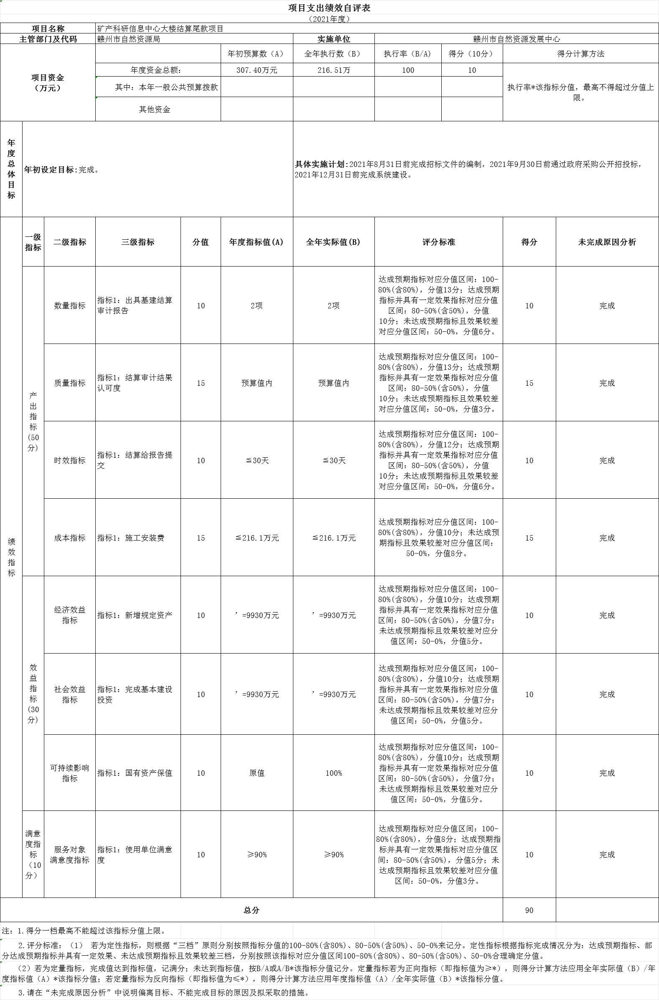 项目支出绩效自评表
（2021年度）
项目名称
矿产科研信息中心大楼结算尾款项目
主管部门及代码
赣州市自然资源局
实施单位
赣州市自然资源发展中心
项目资金
（万元）
年初预算数（A）
全年执行数（B）
执行率（B/A)
得分（10分）
得分计算方法
年度资金总额：
307.40万元
216.51万
100
10
执行率*该指标分值，最高不得超过分值上
限。
其中：本年一般公共预算拨款
其他资金
年
度
总
体
目
标
年初设定目标:完成。
具体实施计划:2021年8月31日前完成招标文件的编制，2021年9月30日前通过政府采购公开招投标，
2021年12月31日前完成系统建设。
绩
效
指
标
一级
指标
二级指标
三级指标
分值
年度指标值(A)
全年实际值(B)
评分标准
得分
未完成原因分析
产
出
指
标
(50
分)
数量指标
指标1：出具基建结算
审计报告
10
2项
2项
达成预期指标对应分值区间：100-
80%(含80%)，分值13分；达成预期
指标并具有一定效果指标对应分值
区间：80-50%(含50%)，分值
10分；未达成预期指标且效果较差
对应分值区间：50-0%，分值6分。
10
完成
质量指标
指标1：结算审计结果
认可度
15
预算值内
预算值内
达成预期指标对应分值区间：100-
80%(含80%)，分值13分；达成预期
指标并具有一定效果指标对应分值
区间：80-50%(含50%)，分值
10分；未达成预期指标且效果较差
对应分值区间：50-0%，分值3分。
15
完成
时效指标
指标1：结算给报告提
交
10
≦30天
≦30天
达成预期指标对应分值区间：100-
80%(含80%)，分值12分；达成预期
指标并具有一定效果指标对应分值
区间：80-50%(含50%)，分值
10分；未达成预期指标且效果较差
对应分值区间：50-0%，分值6分。
10
完成
成本指标
指标1：施工安装费
15
≦216.1万元
≦216.1万元
达成预期指标对应分值区间：100-
80%(含80%)，分值10分；未达成预
期指标且效果较差对应分值区间：
50-0%，分值8分。
15
完成
效
益
指
标
(30
分)
经济效益
指标
指标1：新增规定资产
10
’=9930万元
’=9930万元
达成预期指标对应分值区间：100-
80%(含80%)，分值10分；达成预期
指标并具有一定效果指标对应分值
区间：80-50%(含50%)，分值7分；
未达成预期指标且效果较差对应分
值区间：50-0%，分值5分。
10
完成
社会效益
指标
指标1：完成基本建设
投资
10
’=9930万元
’=9930万元
达成预期指标对应分值区间：100-
80%(含80%)，分值10分；达成预期
指标并具有一定效果指标对应分值
区间：80-50%(含50%)，分值7分；
未达成预期指标且效果较差对应分
值区间：50-0%，分值5分。
10
完成
可持续影响
指标
指标1：国有资产保值
10
原值
100%
达成预期指标对应分值区间：100-
80%(含80%)，分值10分；达成预期
指标并具有一定效果指标对应分值
区间：80-50%(含50%)，分值7分；
未达成预期指标且效果较差对应分
值区间：50-0%，分值5分。
10
完成
满意
度指
标
（10
分）
服务对象
满意度指标
指标1：使用单位满意
度
10
≥90%
≥90%
达成预期指标对应分值区间：100-
80%(含80%)，分值8分；达成预期指
标并具有一定效果指标对应分值区
间：80-50%(含50%)，分值5分；未
达成预期指标且效果较差对应分值
区间：50-0%，分值3分。
10
完成
总分
90
注：1.得分一档最高不能超过该指标分值上限。
2.评分标准：（1） 若为定性指标，则根据“三档”原则分别按照指标分值的100-80%(含80%)、80-50%(含50%)、50-0%来记分。定性指标根据指标完成情况分为：达成预期指标、部
分达成预期指标并具有一定效果、未达成预期指标且效果较差三档，分别按照该指标对应分值区间100-80%(含80%)、80-50%(含50%)、50-0%合理确定分值。
（2）若为定量指标，完成值达到指标值，记满分；未达到指标值，按B/A或A/B*该指标分值记分。定量指标若为正向指标（即指标值为≥*），则得分计算方法应用全年实际值（B）/年
度指标值（A）*该指标分值；若定量指标为反向指标（即指标值为≤*），则得分计算方法应用年度指标值（A）/全年实际值（B）*该指标分值。
3.请在“未完成原因分析”中说明偏离目标、不能完成目标的原因及拟采取的措施。